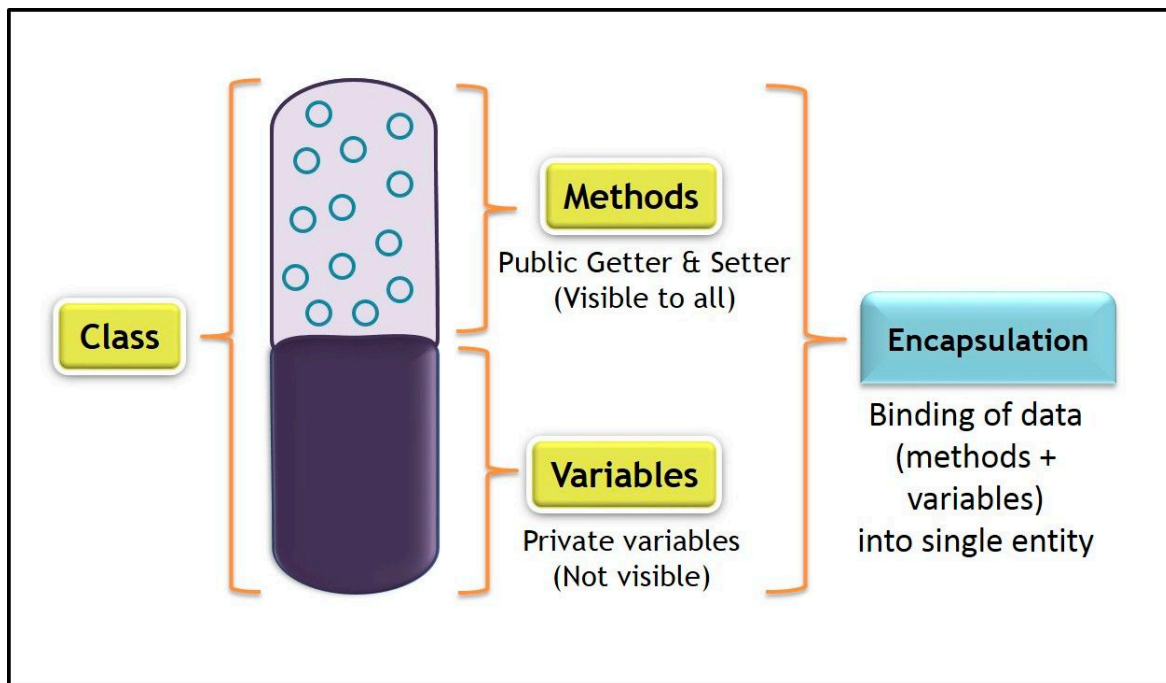 Class
Methods
Public Getter & Setter
(Visible to all)
Variables
Private variables
(Not visible)
Encapsulation
Binding of data
(methods +
variables)
into single entity